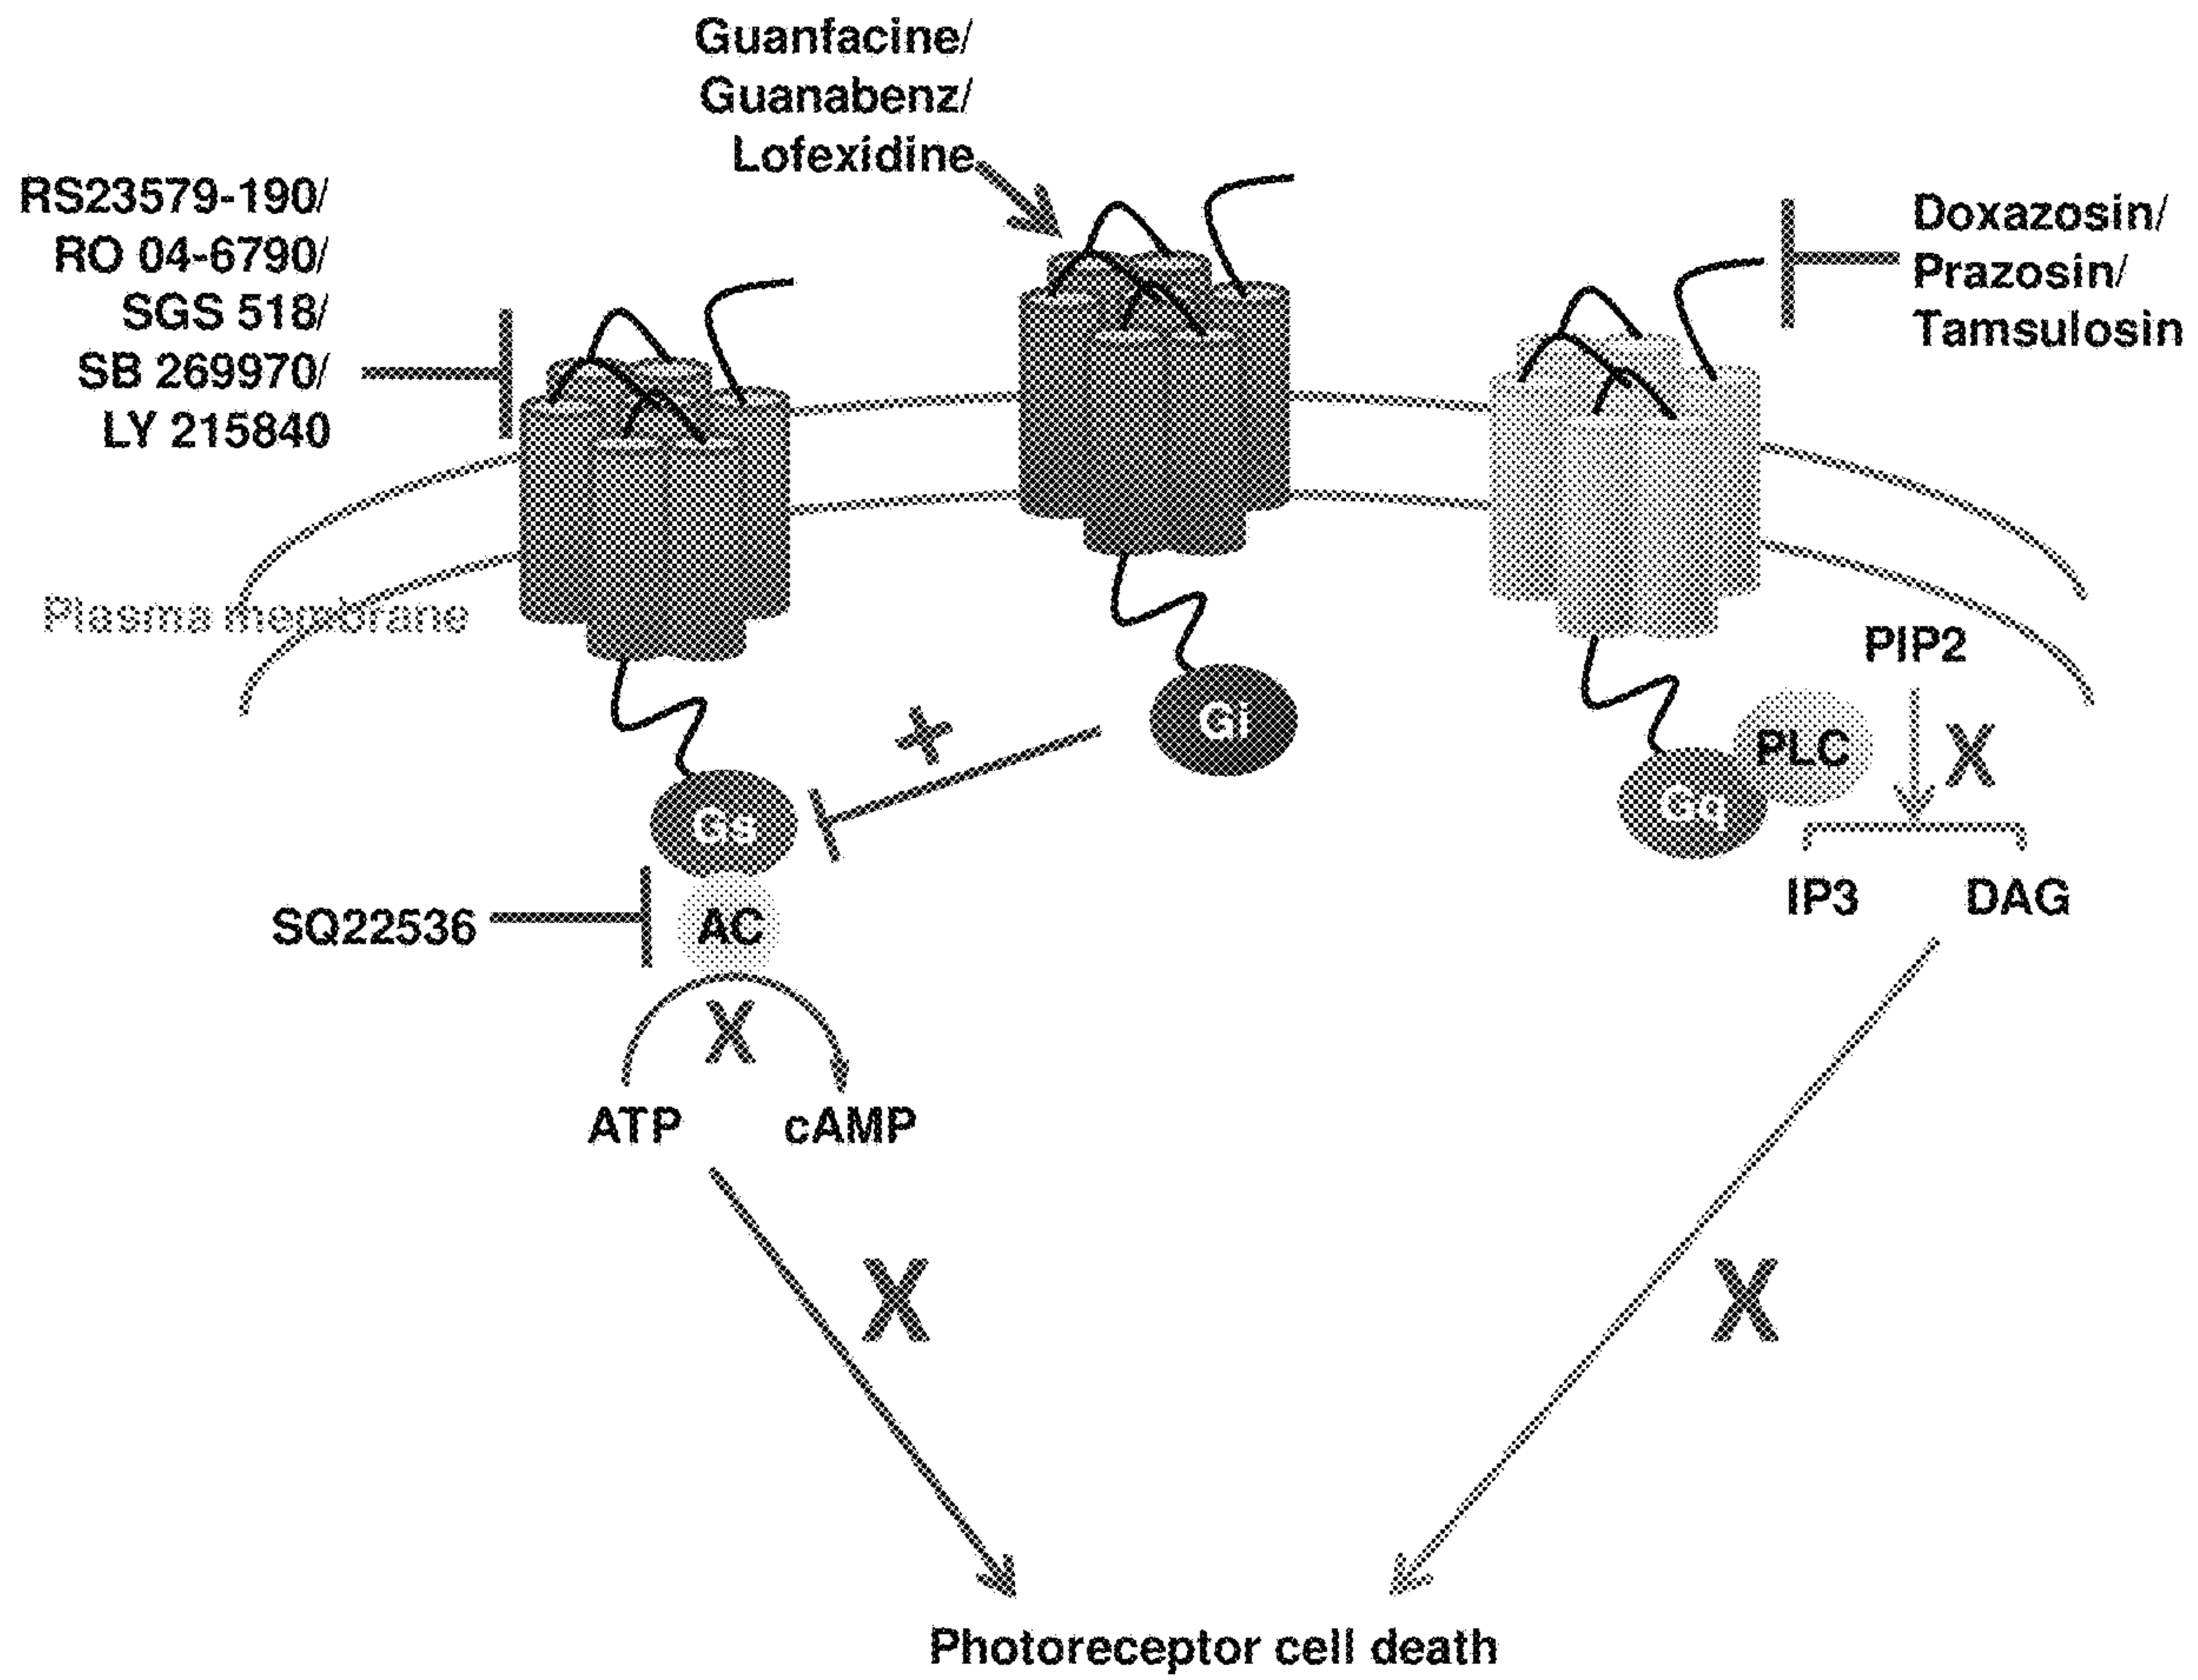 Guanfacine/
Guanabenz/
Lofexidine
RS23579-190/
RO 04-6790/
SGS 518/
SB 269970/
LY 215840
Doxazosin/
Prazosin/
Tamsulosin
Plasma membrane
PIP2
Gi
PLC
X
+
Gs
Gq
IP3
DAG
SQ22536
AC
X
ATP
cAMP
X
X
Photoreceptor cell death